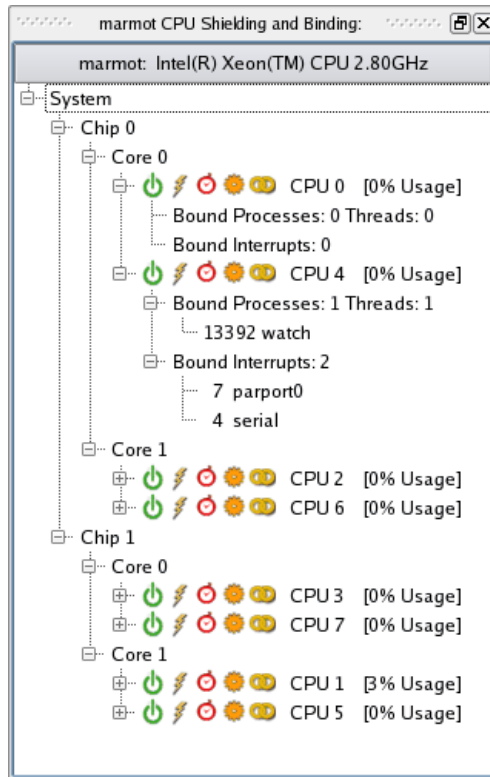 marmot CPU Shielding and Binding:
marmot: Intel(R) Xeon(TM) CPU 2.80GHz
System
Chip 0
Core 0
CPU 0 [0% Usage]
Bound Processes: 0 Threads: 0
Bound Interrupts: 0
CPU 4 [0% Usage]
Bound Processes: 1 Threads: 1
13392 watch
Bound Interrupts: 2
7 parport0
4 serial
Core 1
CPU 2 [0% Usage]
CPU 6 [0% Usage]
Chip 1
Core 0
CPU 3 [0% Usage]
CPU 7 [0% Usage]
Core 1
CPU 1 [3% Usage]
CPU 5 [0% Usage]